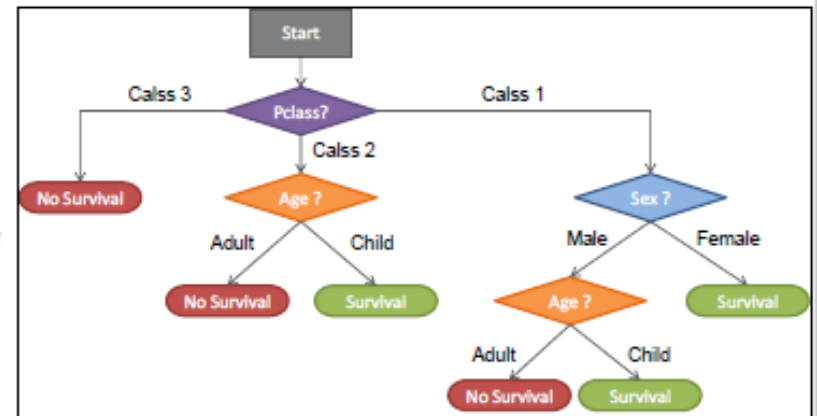 Start
Calss 3
Pclass?
Calss 1
Calss 2
No Survival
Age ?
Sex ?
Adult
Child
Male
Female
No Survival
Survival
Age ?
Survival
Adult
Child
No Survival
Survival